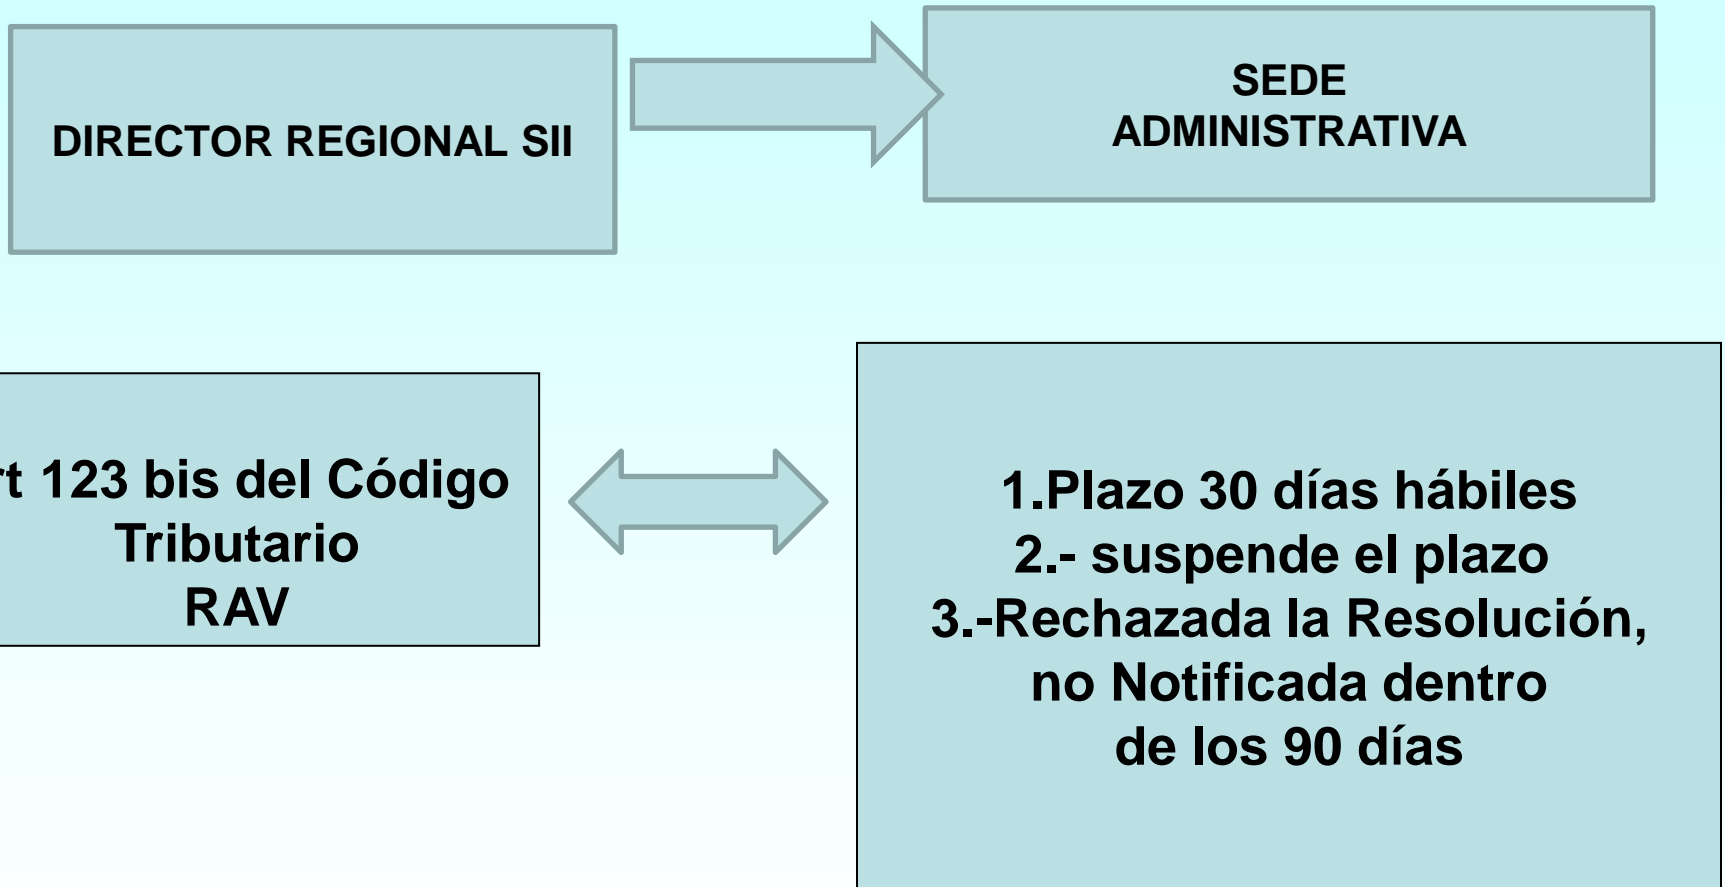 DIRECTOR REGIONAL SII
SEDE
ADMINISTRATIVA
rt 123 bis del Código
Tributario
RAV
1.Plazo 30 días hábiles
2.- suspende el plazo
3.-Rechazada la Resolución,
no Notificada dentro
de los 90 días